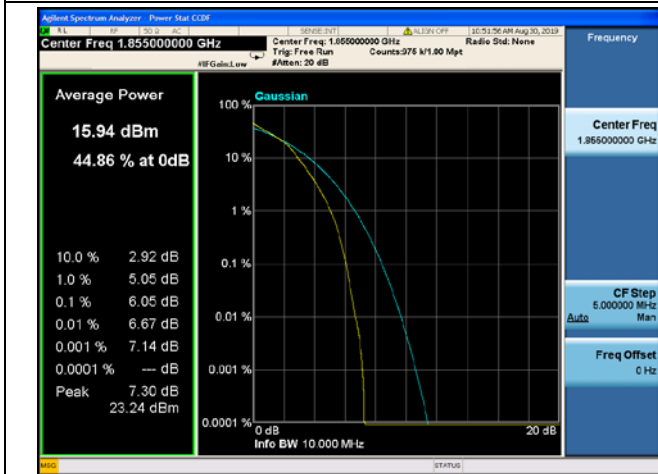 Agilent Spectrum Analyzer - Power Stat CCDF
RL RF 50 Ω AC SENSE:INT ALIGN OFF 10:51:56 AM Aug 30, 2019
Center Freq 1.855000000 GHz
Center Freq: 1.855000000 GHz Radio Std: None
Trig: Free Run Counts:975 k/1.00 Mpt
#IFGain:Low #Atten: 20 dB
Frequency
Average Power
15.94 dBm
44.86 % at 0dB
10.0 % 2.92 dB
1.0 % 5.05 dB
0.1 % 6.05 dB
0.01 % 6.67 dB
0.001 % 7.14 dB
0.0001 % --- dB
Peak 7.30 dB
23.24 dBm
Gaussian
100 %
10 %
1 %
0.1 %
0.01 %
0.001 %
0.0001 %
0 dB 20 dB
Info BW 10.000 MHz
Center Freq
1.855000000 GHz
CF Step
5.000000 MHz
Auto Man
Freq Offset
0 Hz
MSG STATUS